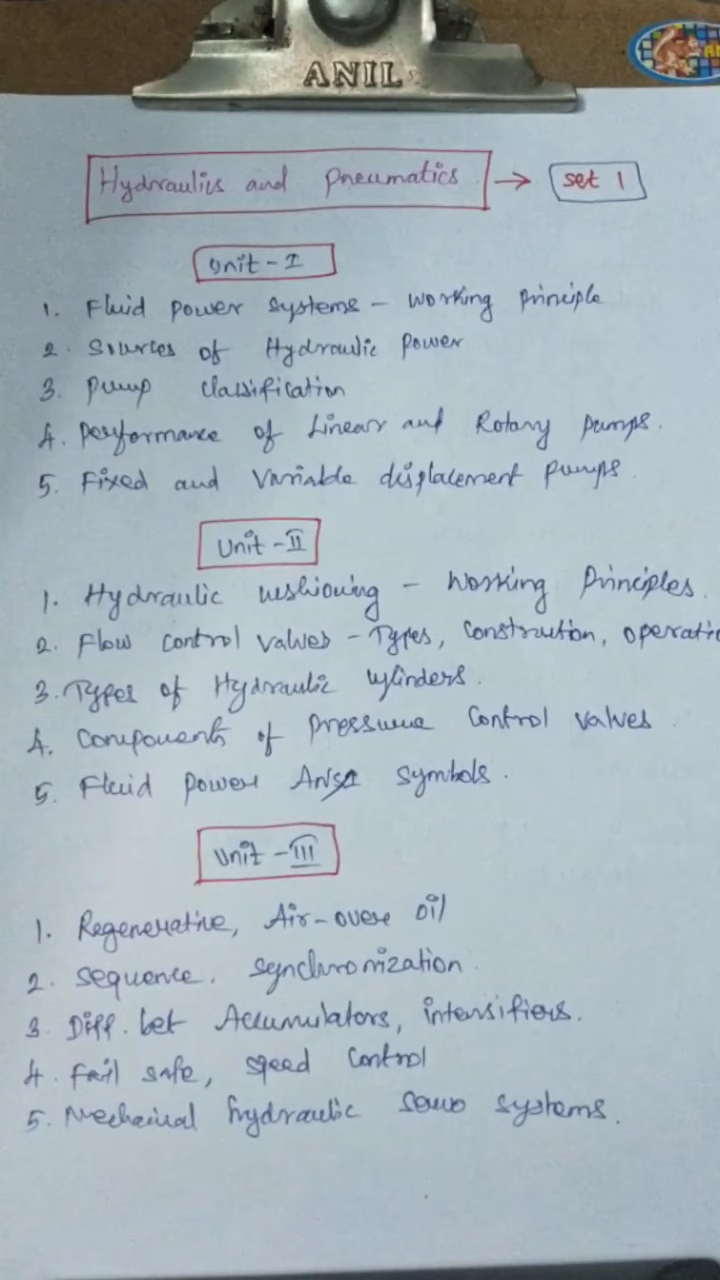 ANIL
Hydraulics and Pneumatics → set 1
Unit - I
1. Fluid power systems - working principle
2. Sources of Hydraulic power
3. Pump classification
4. Performance of Linear and Rotary pumps.
5. Fixed and Variable displacement pumps.
Unit - II
1. Hydraulic cushioning - Working Principles.
2. Flow control valves - Types, construction, operatio
3. Types of Hydraulic cylinders.
4. Components of pressure control valves
5. Fluid power ANSI symbols.
Unit - III
1. Regenerative, Air-over oil
2. Sequence, synchronization.
3 Diff. bet Accumulators, intensifiers.
4. Fail safe, speed control
5. Mechanical hydraulic servo systems.